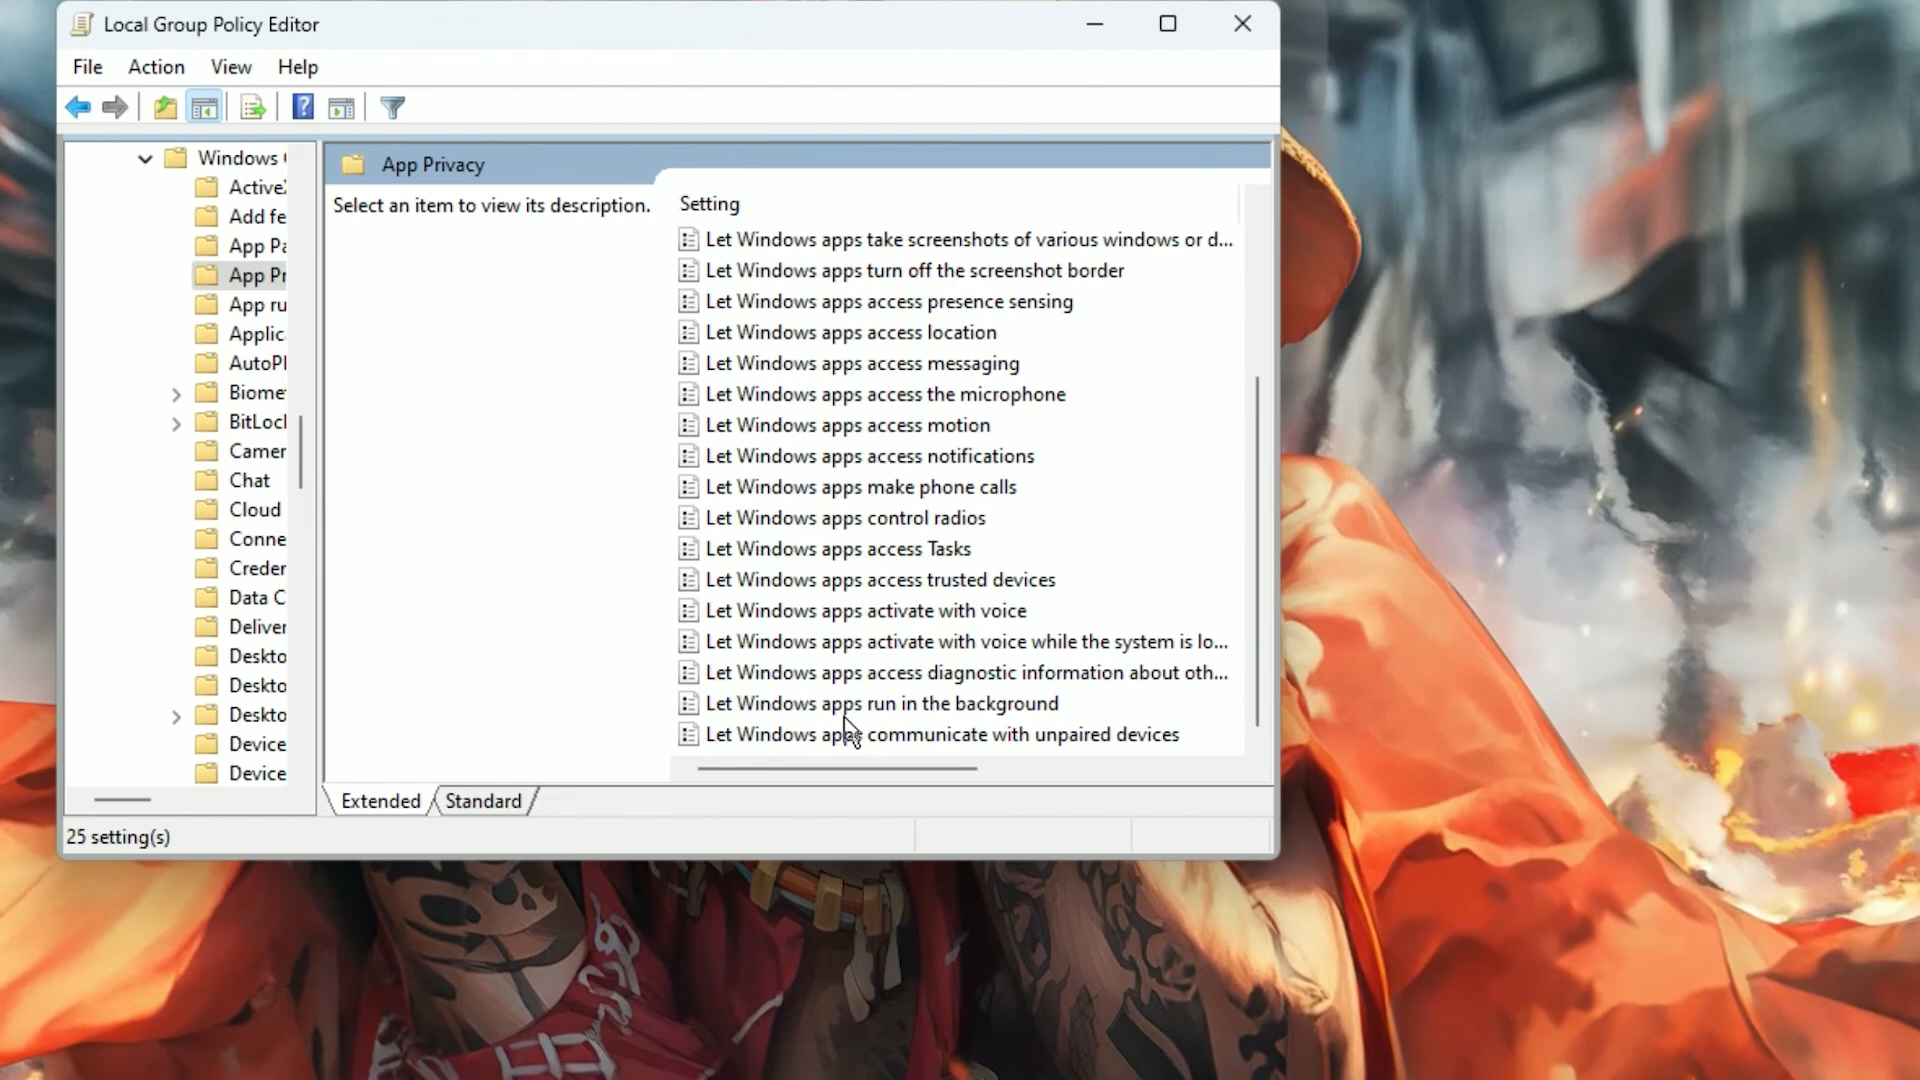 Local Group Policy Editor
File Action View Help
Windows
Active
Add fe
App Pa
App Pr
App ru
Applic
AutoPl
Biome
BitLoc
Camer
Chat
Cloud
Conne
Creder
Data C
Deliver
Deskto
Deskto
Deskto
Device
Device
App Privacy
Select an item to view its description.
Setting
Let Windows apps take screenshots of various windows or d...
Let Windows apps turn off the screenshot border
Let Windows apps access presence sensing
Let Windows apps access location
Let Windows apps access messaging
Let Windows apps access the microphone
Let Windows apps access motion
Let Windows apps access notifications
Let Windows apps make phone calls
Let Windows apps control radios
Let Windows apps access Tasks
Let Windows apps access trusted devices
Let Windows apps activate with voice
Let Windows apps activate with voice while the system is lo...
Let Windows apps access diagnostic information about oth...
Let Windows apps run in the background
Let Windows apps communicate with unpaired devices
Extended Standard
25 setting(s)